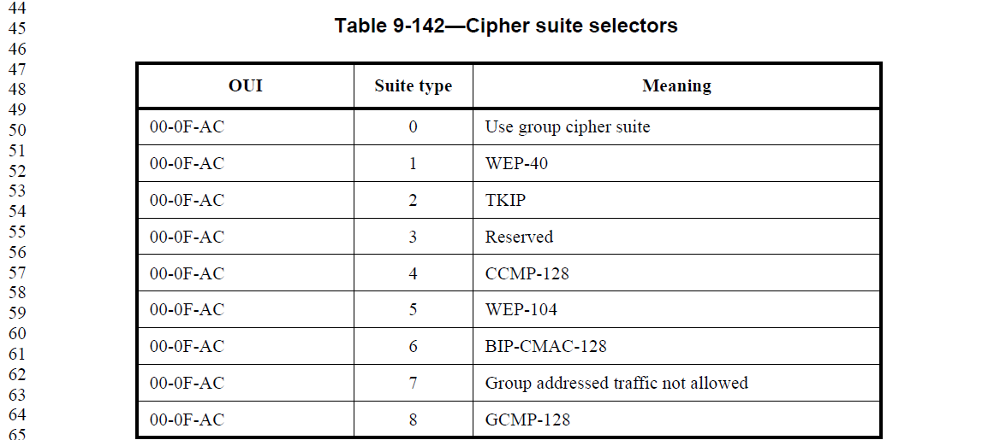 44
45 Table 9-142—Cipher suite selectors
46
47
48 OUI Suite type Meaning
49
50 00-0F-AC 0 Use group cipher suite
51
52 00-0F-AC 1 WEP-40
53
54 00-0F-AC 2 TKIP
55 00-0F-AC 3 Reserved
56
57 00-0F-AC 4 CCMP-128
58
59 00-0F-AC 5 WEP-104
60
61 00-0F-AC 6 BIP-CMAC-128
62
63 00-0F-AC 7 Group addressed traffic not allowed
64 00-0F-AC 8 GCMP-128
65